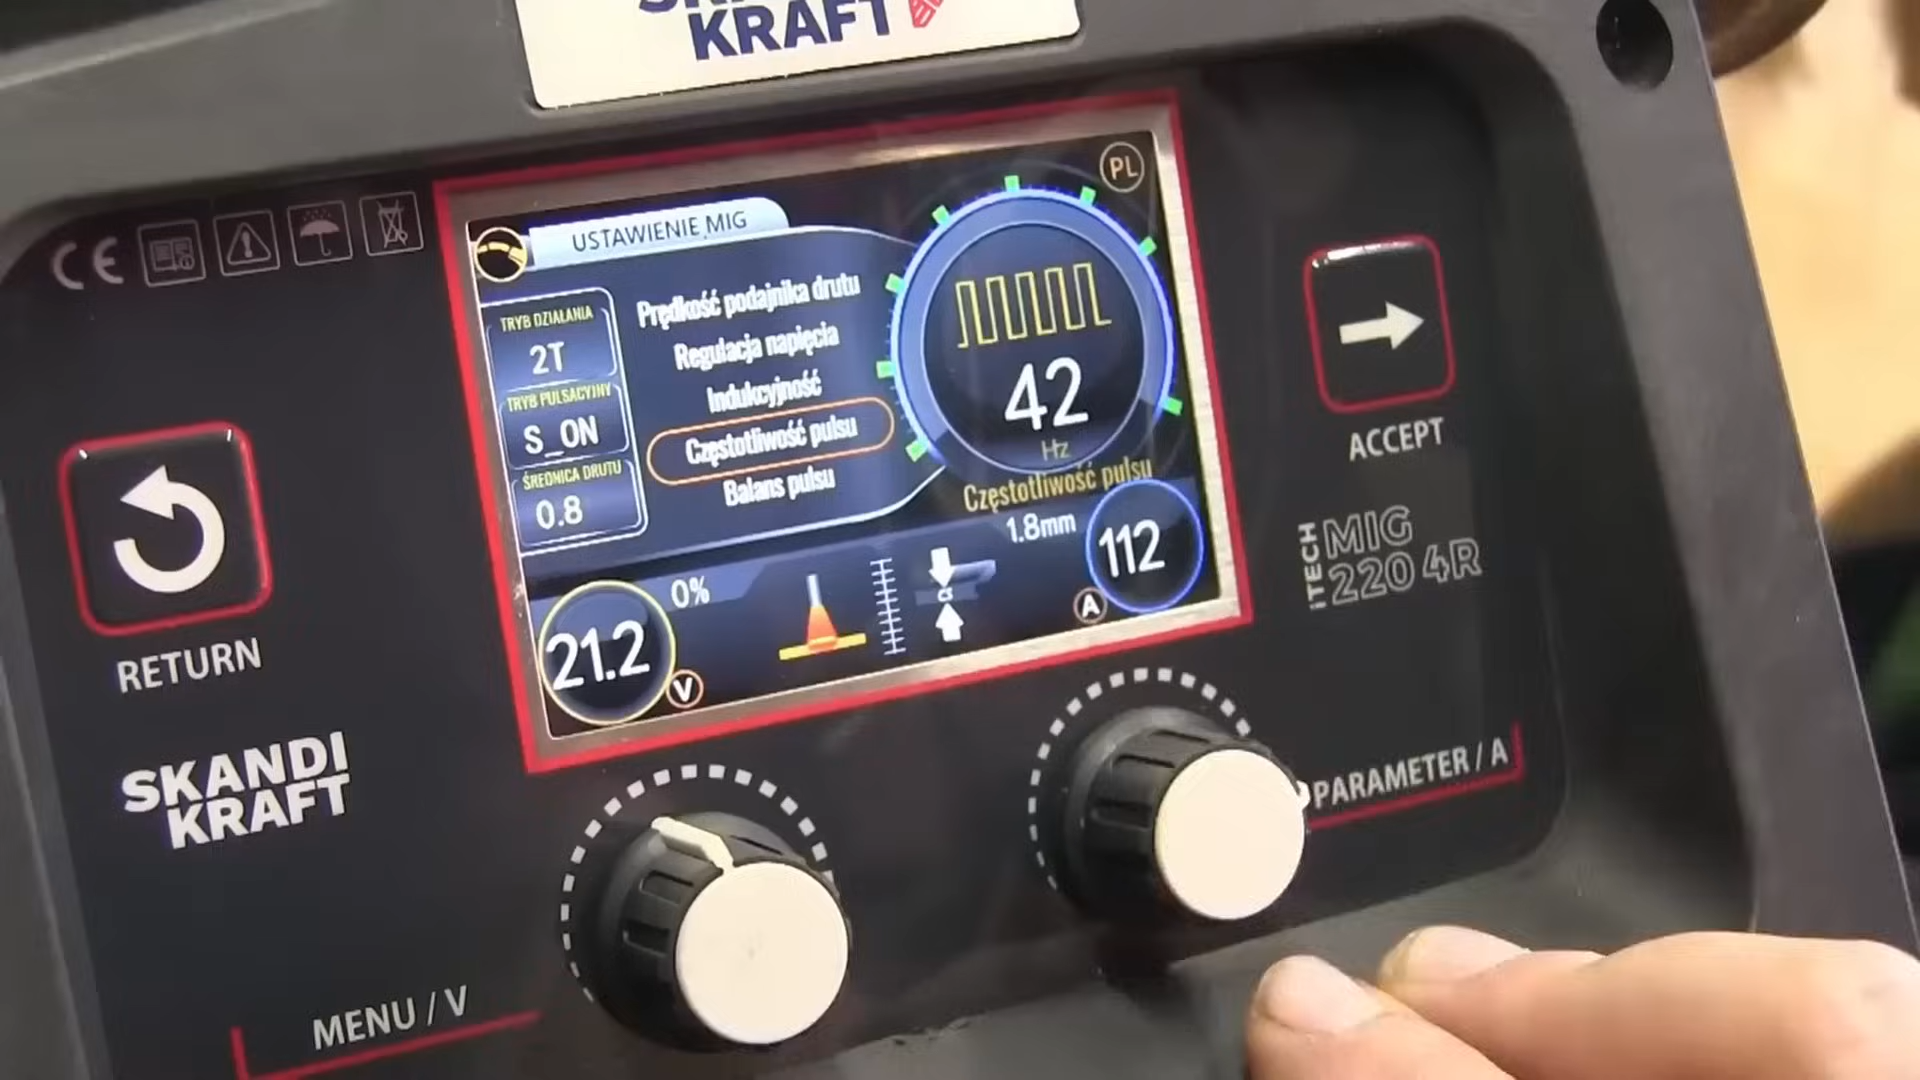 KRAFT
CE
PL
USTAWIENIE MIG
TRYB DZIAŁANIA
2T
TRYB PULSACYJNY
S_ON
ŚREDNICA DRUTU
0.8
Prędkość podajnika drutu
Regulacja napięcia
Indukcyjność
Częstotliwość pulsu
Balans pulsu
42
Hz
Częstotliwość pulsu
1.8mm
112
A
0%
21.2
V
RETURN
ACCEPT
iTECH
MIG
220 4R
SKANDI
KRAFT
MENU / V
PARAMETER / A